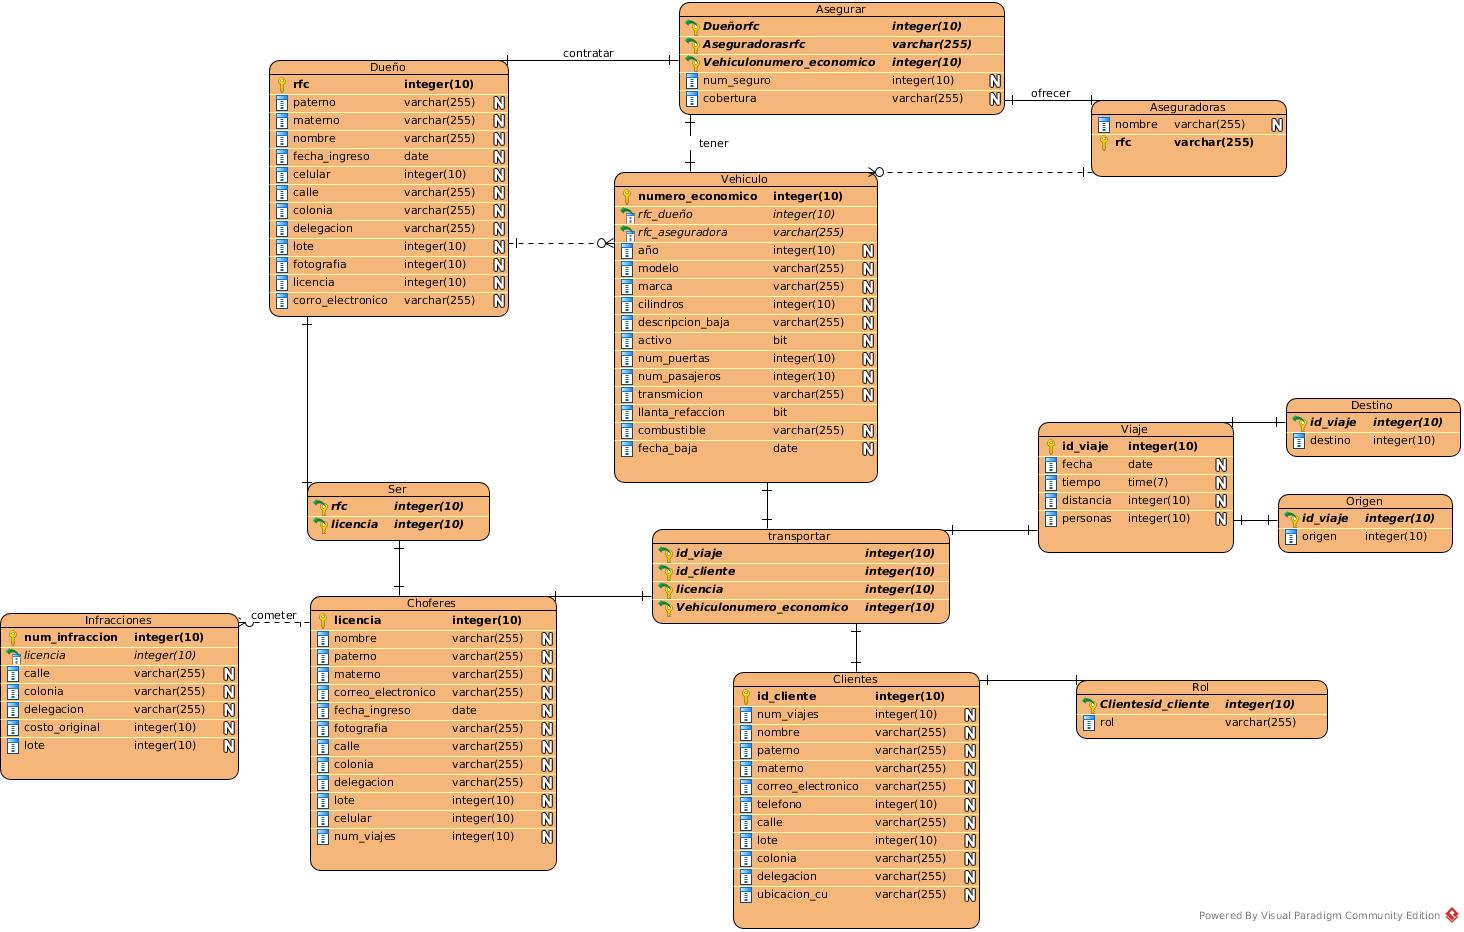 Asegurar
Dueñorfc integer(10)
Aseguradorasrfc varchar(255)
Vehiculonumero_economico integer(10)
num_seguro integer(10) N
cobertura varchar(255) N
contratar
ofrecer
tener
Dueño
rfc integer(10)
paterno varchar(255) N
materno varchar(255) N
nombre varchar(255) N
fecha_ingreso date N
celular integer(10) N
calle varchar(255) N
colonia varchar(255) N
delegacion varchar(255) N
lote integer(10) N
fotografia integer(10) N
licencia integer(10) N
corro_electronico varchar(255) N
Aseguradoras
nombre varchar(255) N
rfc varchar(255)
Vehiculo
numero_economico integer(10)
rfc_dueño integer(10)
rfc_aseguradora varchar(255)
año integer(10) N
modelo varchar(255) N
marca varchar(255) N
cilindros integer(10) N
descripcion_baja varchar(255) N
activo bit N
num_puertas integer(10) N
num_pasajeros integer(10) N
transmicion varchar(255) N
llanta_refaccion bit
combustible varchar(255) N
fecha_baja date N
Destino
id_viaje integer(10)
destino integer(10)
Viaje
id_viaje integer(10)
fecha date N
tiempo time(7) N
distancia integer(10) N
personas integer(10) N
Origen
id_viaje integer(10)
origen integer(10)
Ser
rfc integer(10)
licencia integer(10)
transportar
id_viaje integer(10)
id_cliente integer(10)
licencia integer(10)
Vehiculonumero_economico integer(10)
Infracciones
num_infraccion integer(10)
licencia integer(10)
calle varchar(255) N
colonia varchar(255) N
delegacion varchar(255) N
costo_original integer(10) N
lote integer(10) N
cometer
Choferes
licencia integer(10)
nombre varchar(255) N
paterno varchar(255) N
materno varchar(255) N
correo_electronico varchar(255) N
fecha_ingreso date N
fotografia varchar(255) N
calle varchar(255) N
colonia varchar(255) N
delegacion varchar(255) N
lote integer(10) N
celular integer(10) N
num_viajes integer(10) N
Clientes
id_cliente integer(10)
num_viajes integer(10) N
nombre varchar(255) N
paterno varchar(255) N
materno varchar(255) N
correo_electronico varchar(255) N
telefono integer(10) N
calle varchar(255) N
lote integer(10) N
colonia varchar(255) N
delegacion varchar(255) N
ubicacion_cu varchar(255) N
Rol
Clientesid_cliente integer(10)
rol varchar(255)
Powered By Visual Paradigm Community Edition